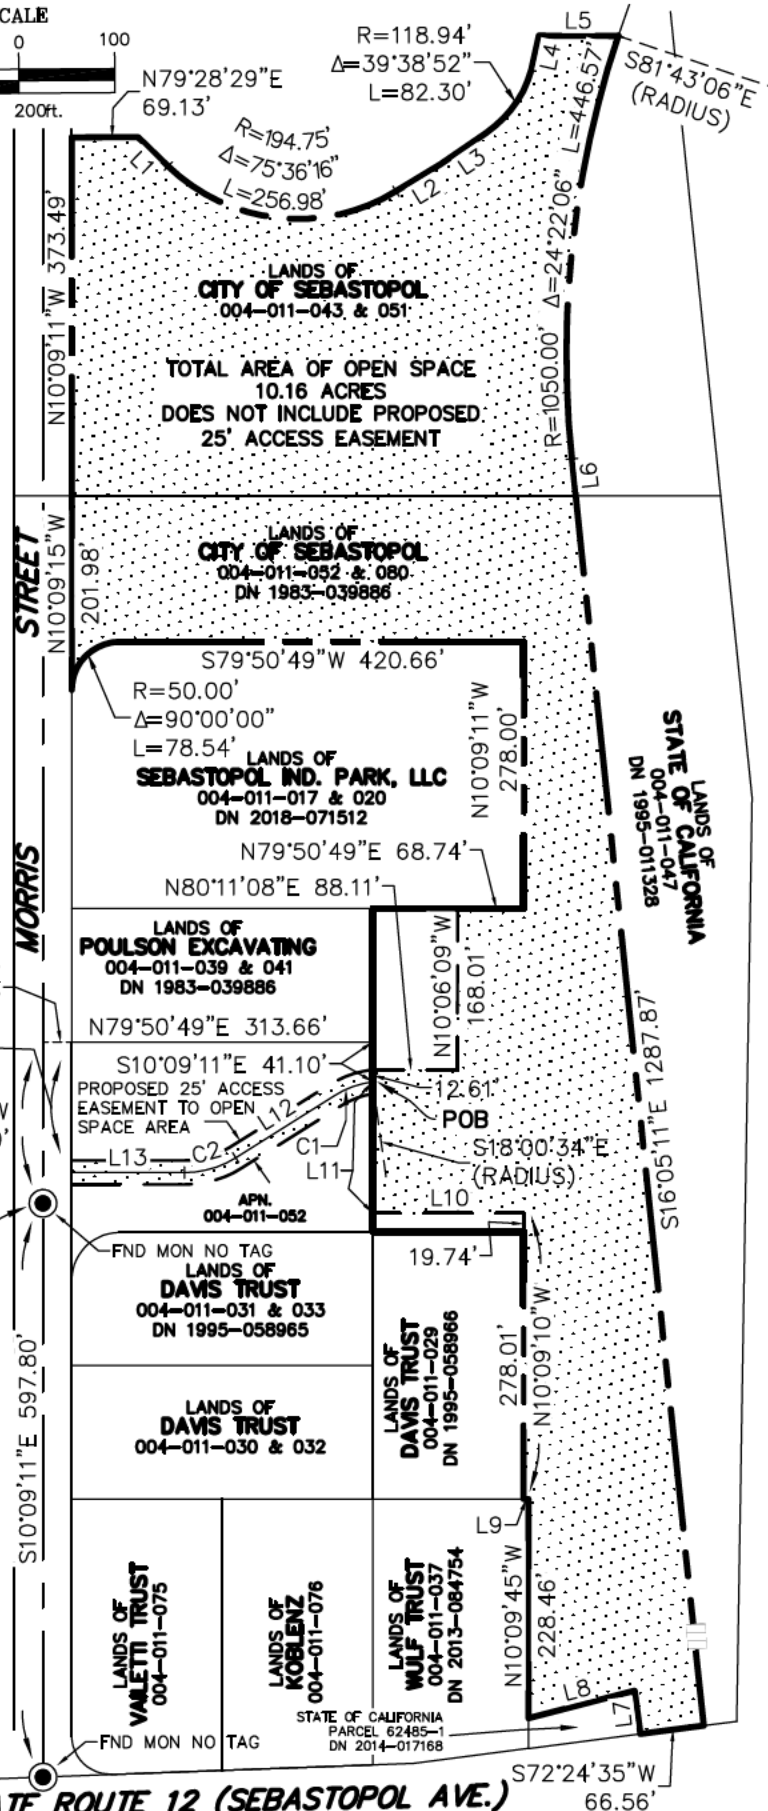 CALE
0 100
200ft.
N79°28'29"E
69.13'
R=118.94'
Δ=39°38'52"
L=82.30'
L5
L4
L=446.57'
S81°43'06"E
(RADIUS)
R=194.75'
Δ=75°36'16"
L=256.98'
L1
L2
L3
N10°09'11"W 373.49'
LANDS OF
CITY OF SEBASTOPOL
004-011-043 & 051
TOTAL AREA OF OPEN SPACE
10.16 ACRES
DOES NOT INCLUDE PROPOSED
25' ACCESS EASEMENT
R=1050.00' Δ=24°22'06"
L6
STREET
N10°09'15"W
201.98'
LANDS OF
CITY OF SEBASTOPOL
004-011-052 & 080
DN 1983-039886
S79°50'49"W 420.66'
R=50.00'
Δ=90°00'00"
L=78.54'
N10°09'11"W
278.00'
LANDS OF
SEBASTOPOL IND. PARK, LLC
004-011-017 & 020
DN 2018-071512
LANDS OF
STATE OF CALIFORNIA
004-011-047
DN 1995-011328
N79°50'49"E 68.74'
N80°11'08"E 88.11'
MORRIS
LANDS OF
POULSON EXCAVATING
004-011-039 & 041
DN 1983-039886
N10°06'09"W
168.01'
N79°50'49"E 313.66'
S10°09'11"E 41.10'
PROPOSED 25' ACCESS
EASEMENT TO OPEN
SPACE AREA
L12
12.61'
POB
C1
C2
L13
L11
S18°00'34"E
(RADIUS)
S16°05'11"E 1287.87'
L10
APN.
004-011-052
FND MON NO TAG
19.74'
LANDS OF
DAVIS TRUST
004-011-031 & 033
DN 1995-058965
LANDS OF
DAVIS TRUST
004-011-029
DN 1995-058966
278.01'
N10°09'10"W
S10°09'11"E 597.80'
LANDS OF
DAVIS TRUST
004-011-030 & 032
L9
LANDS OF
VAILETTI TRUST
004-011-075
LANDS OF
KOBLENZ
004-011-076
LANDS OF
WULF TRUST
004-011-037
DN 2013-084754
N10°09'45"W
228.46'
L8
L7
STATE OF CALIFORNIA
PARCEL 62485-1
DN 2014-017168
FND MON NO TAG
S72°24'35"W
66.56'
ATE ROUTE 12 (SEBASTOPOL AVE.)